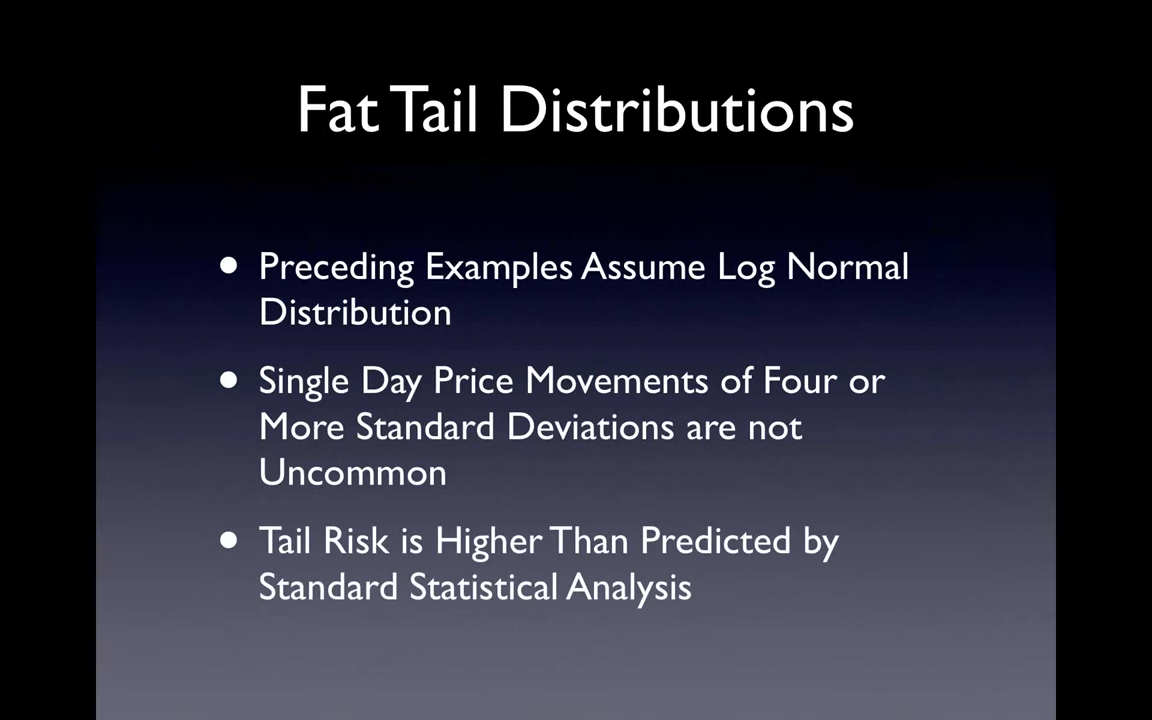 Fat Tail Distributions
• Preceding Examples Assume Log Normal
Distribution
• Single Day Price Movements of Four or
More Standard Deviations are not
Uncommon
• Tail Risk is Higher Than Predicted by
Standard Statistical Analysis